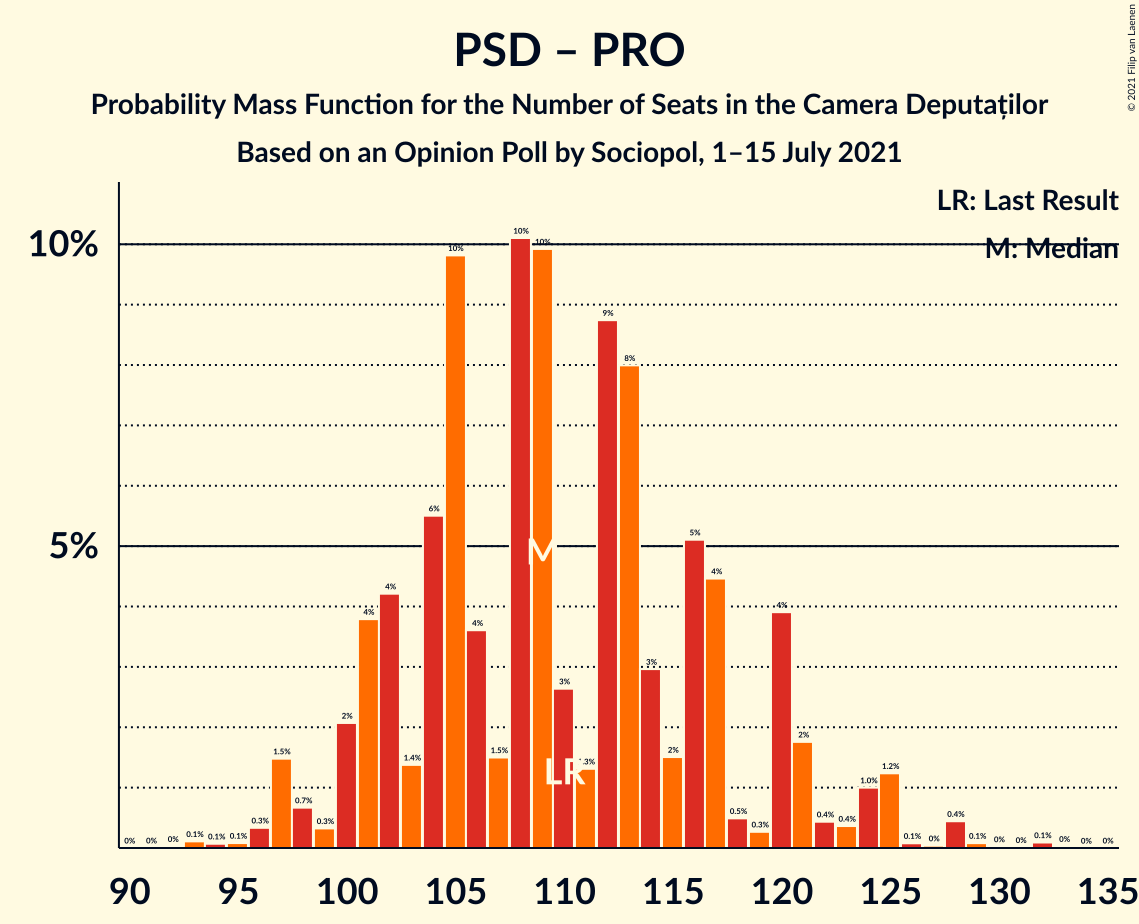 PSD – PRO
Probability Mass Function for the Number of Seats in the Camera Deputaților
Based on an Opinion Poll by Sociopol, 1–15 July 2021
© 2021 Filip van Laenen
LR: Last Result
M: Median
10%
5%
0% 0% 0% 0.1% 0.1% 0.1% 0.3% 1.5% 0.7% 0.3% 2% 4% 4% 1.4% 6% 10% 4% 1.5% 10% 10% 3% 9% 8% 3% 2% 5% 4% 0.5% 0.3% 4% 2% 0.4% 0.4% 1.0% 1.2% 0.1% 0% 0.4% 0.1% 0% 0% 0.1% 0% 0% 0%
M
LR
90 95 100 105 110 115 120 125 130 135